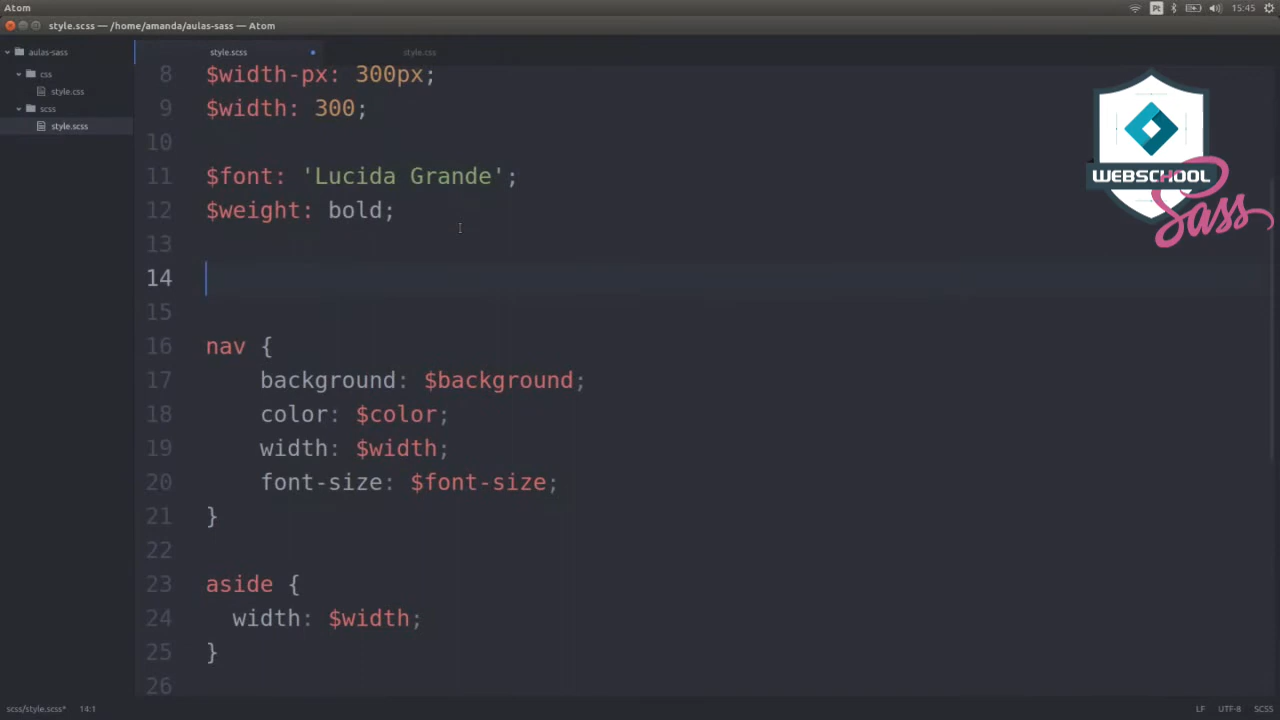 Atom
Pt
15:45
style.scss — /home/amanda/aulas-sass — Atom
aulas-sass
css
style.css
scss
style.scss
style.scss
style.css
8 $width-px: 300px;
9 $width: 300;
10
11 $font: 'Lucida Grande';
12 $weight: bold;
13
14
15
16 nav {
17 background: $background;
18 color: $color;
19 width: $width;
20 font-size: $font-size;
21 }
22
23 aside {
24 width: $width;
25 }
26
WEBSCHOOL
Sass
scss/style.scss* 14:1
LF UTF-8 SCSS